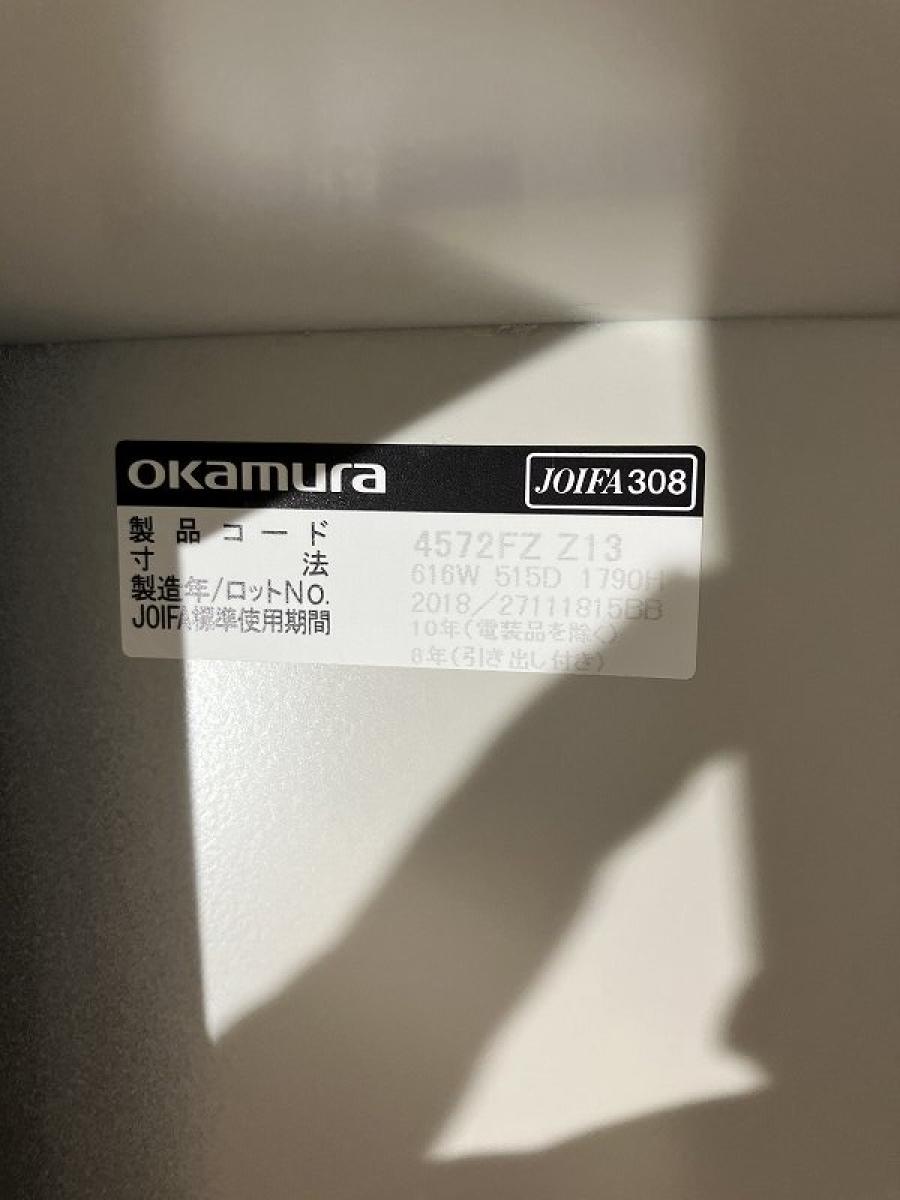 okamura JOIFA308
製品コード 4572FZ Z13
寸法 616W 515D 1790H
製造年/ロットNo. 2018/27111815BB
JOIFA標準使用期間 10年(電装品を除く)
6年(引き出し付き)